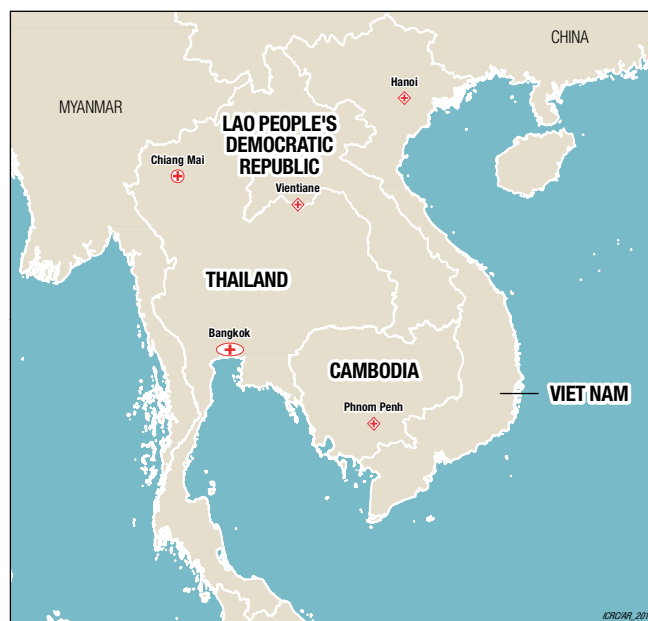 CHINA
MYANMAR
Hanoi
LAO PEOPLE'S
DEMOCRATIC
REPUBLIC
Chiang Mai
Vientiane
THAILAND
Bangkok
CAMBODIA
VIET NAM
Phnom Penh